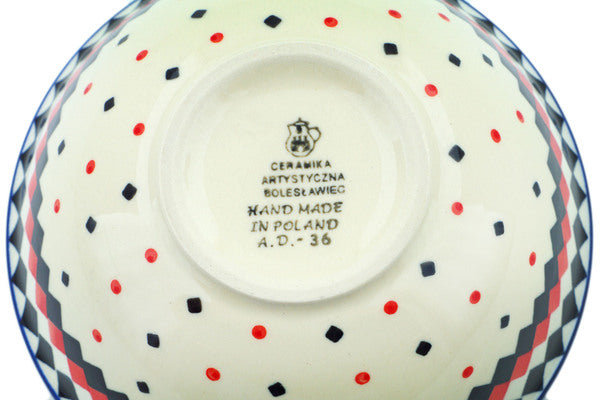 CERAMIKA
ARTYSTYCZNA
BOLESŁAWIEC
HAND MADE
IN POLAND
A.D.- 36